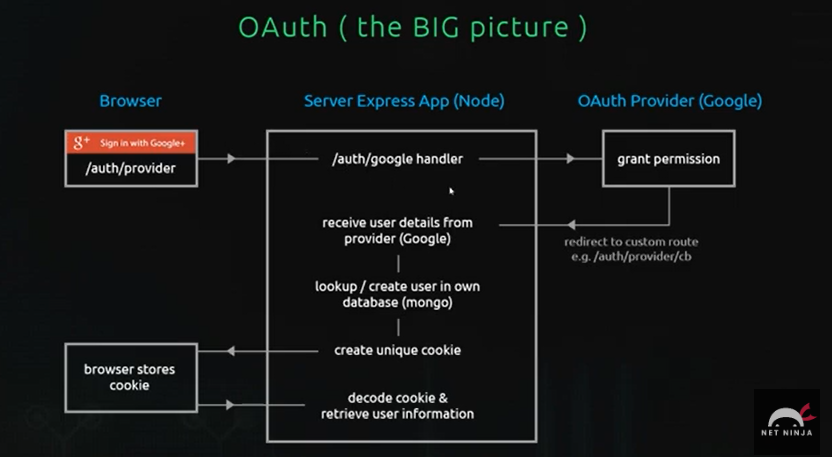 OAuth ( the BIG picture )
Browser
Server Express App (Node)
OAuth Provider (Google)
g+ Sign in with Google+
/auth/provider
/auth/google handler
grant permission
receive user details from
provider (Google)
redirect to custom route
e.g. /auth/provider/cb
lookup / create user in own
database (mongo)
create unique cookie
browser stores
cookie
decode cookie &
retrieve user information
NET NINJA